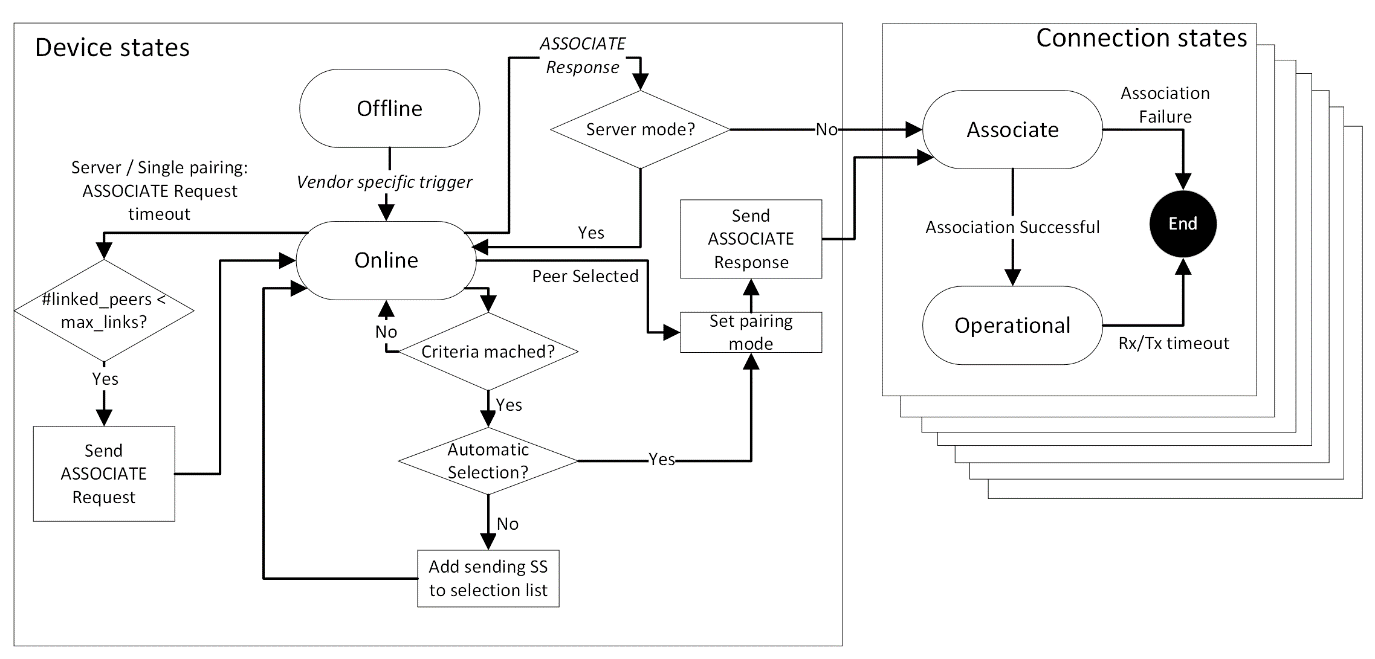 Device states
Connection states
ASSOCIATE
Response
Offline
Server mode?
No
Associate
Association
Failure
Server / Single pairing:
ASSOCIATE Request
timeout
Vendor specific trigger
Yes
Send
ASSOCIATE
Response
Association Successful
End
Online
Peer Selected
#linked_peers <
max_links?
No
Criteria mached?
Set pairing
mode
Operational
Rx/Tx timeout
Yes
Yes
Send
ASSOCIATE
Request
Automatic
Selection?
Yes
No
Add sending SS
to selection list